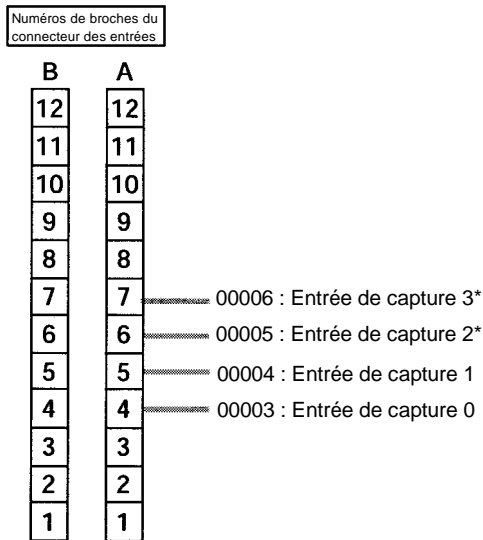 Numéros de broches du
connecteur des entrées
B A
12 12
11 11
10 10
9 9
8 8
7 7 00006 : Entrée de capture 3*
6 6 00005 : Entrée de capture 2*
5 5 00004 : Entrée de capture 1
4 4 00003 : Entrée de capture 0
3 3
2 2
1 1